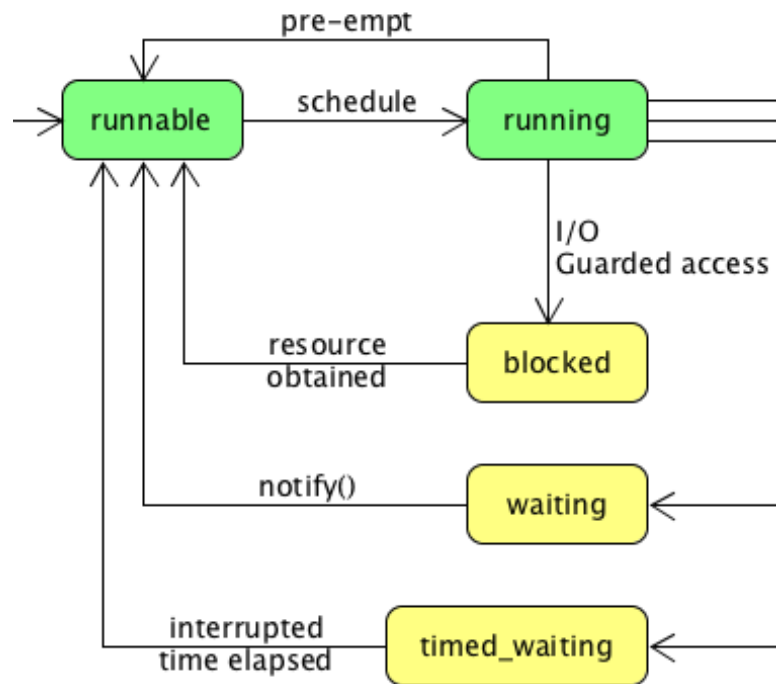 pre-empt
runnable
schedule
running
I/O
Guarded access
resource
obtained
blocked
notify()
waiting
interrupted
time elapsed
timed_waiting